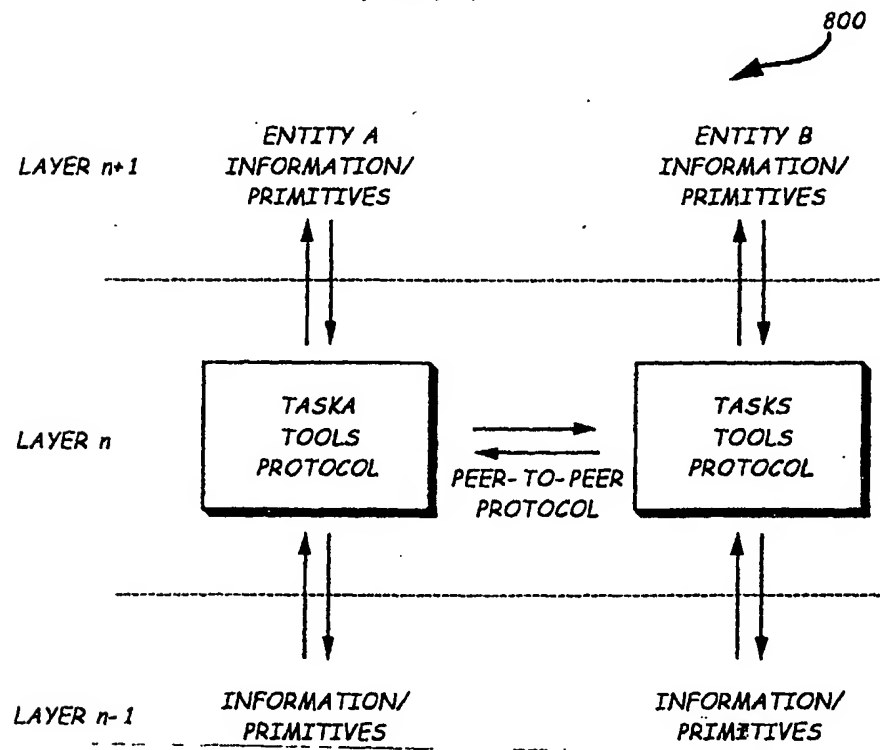 800
ENTITY A
INFORMATION/
PRIMITIVES
ENTITY B
INFORMATION/
PRIMITIVES
LAYER n+1
TASKA
TOOLS
PROTOCOL
TASKS
TOOLS
PROTOCOL
LAYER n
PEER-TO-PEER
PROTOCOL
INFORMATION/
PRIMITIVES
INFORMATION/
PRIMITIVES
LAYER n-1